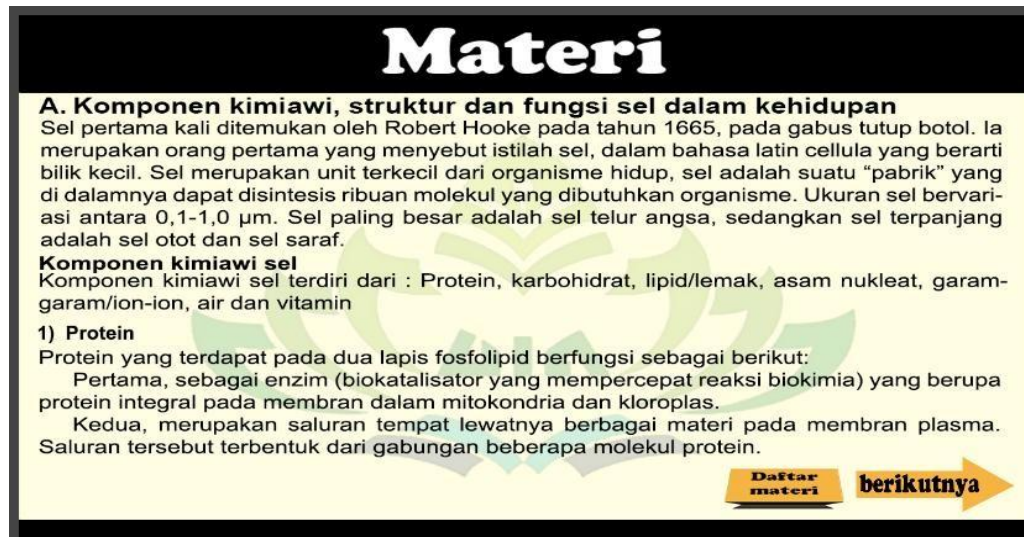 Materi
A. Komponen kimiawi, struktur dan fungsi sel dalam kehidupan
Sel pertama kali ditemukan oleh Robert Hooke pada tahun 1665, pada gabus tutup botol. Ia
merupakan orang pertama yang menyebut istilah sel, dalam bahasa latin cellula yang berarti
bilik kecil. Sel merupakan unit terkecil dari organisme hidup, sel adalah suatu “pabrik” yang
di dalamnya dapat disintesis ribuan molekul yang dibutuhkan organisme. Ukuran sel bervari-
asi antara 0,1-1,0 μm. Sel paling besar adalah sel telur angsa, sedangkan sel terpanjang
adalah sel otot dan sel saraf.
Komponen kimiawi sel
Komponen kimiawi sel terdiri dari : Protein, karbohidrat, lipid/lemak, asam nukleat, garam-
garam/ion-ion, air dan vitamin
1) Protein
Protein yang terdapat pada dua lapis fosfolipid berfungsi sebagai berikut:
Pertama, sebagai enzim (biokatalisator yang mempercepat reaksi biokimia) yang berupa
protein integral pada membran dalam mitokondria dan kloroplas.
Kedua, merupakan saluran tempat lewatnya berbagai materi pada membran plasma.
Saluran tersebut terbentuk dari gabungan beberapa molekul protein.
Daftar
materi
berikutnya